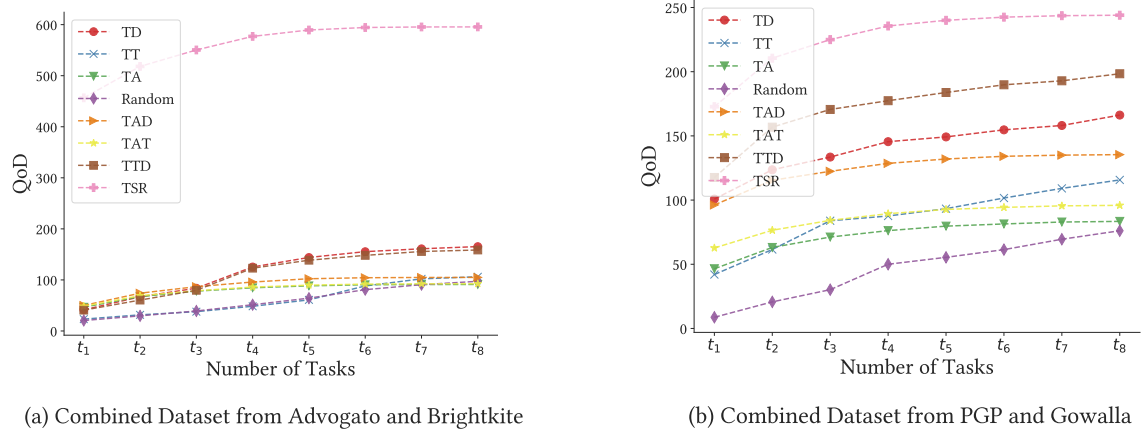 600
500
400
300
200
100
0
QoD
TD
TT
TA
Random
TAD
TAT
TTD
TSR
t1 t2 t3 t4 t5 t6 t7 t8
Number of Tasks
(a) Combined Dataset from Advogato and Brightkite
250
200
150
100
50
0
QoD
TD
TT
TA
Random
TAD
TAT
TTD
TSR
t1 t2 t3 t4 t5 t6 t7 t8
Number of Tasks
(b) Combined Dataset from PGP and Gowalla